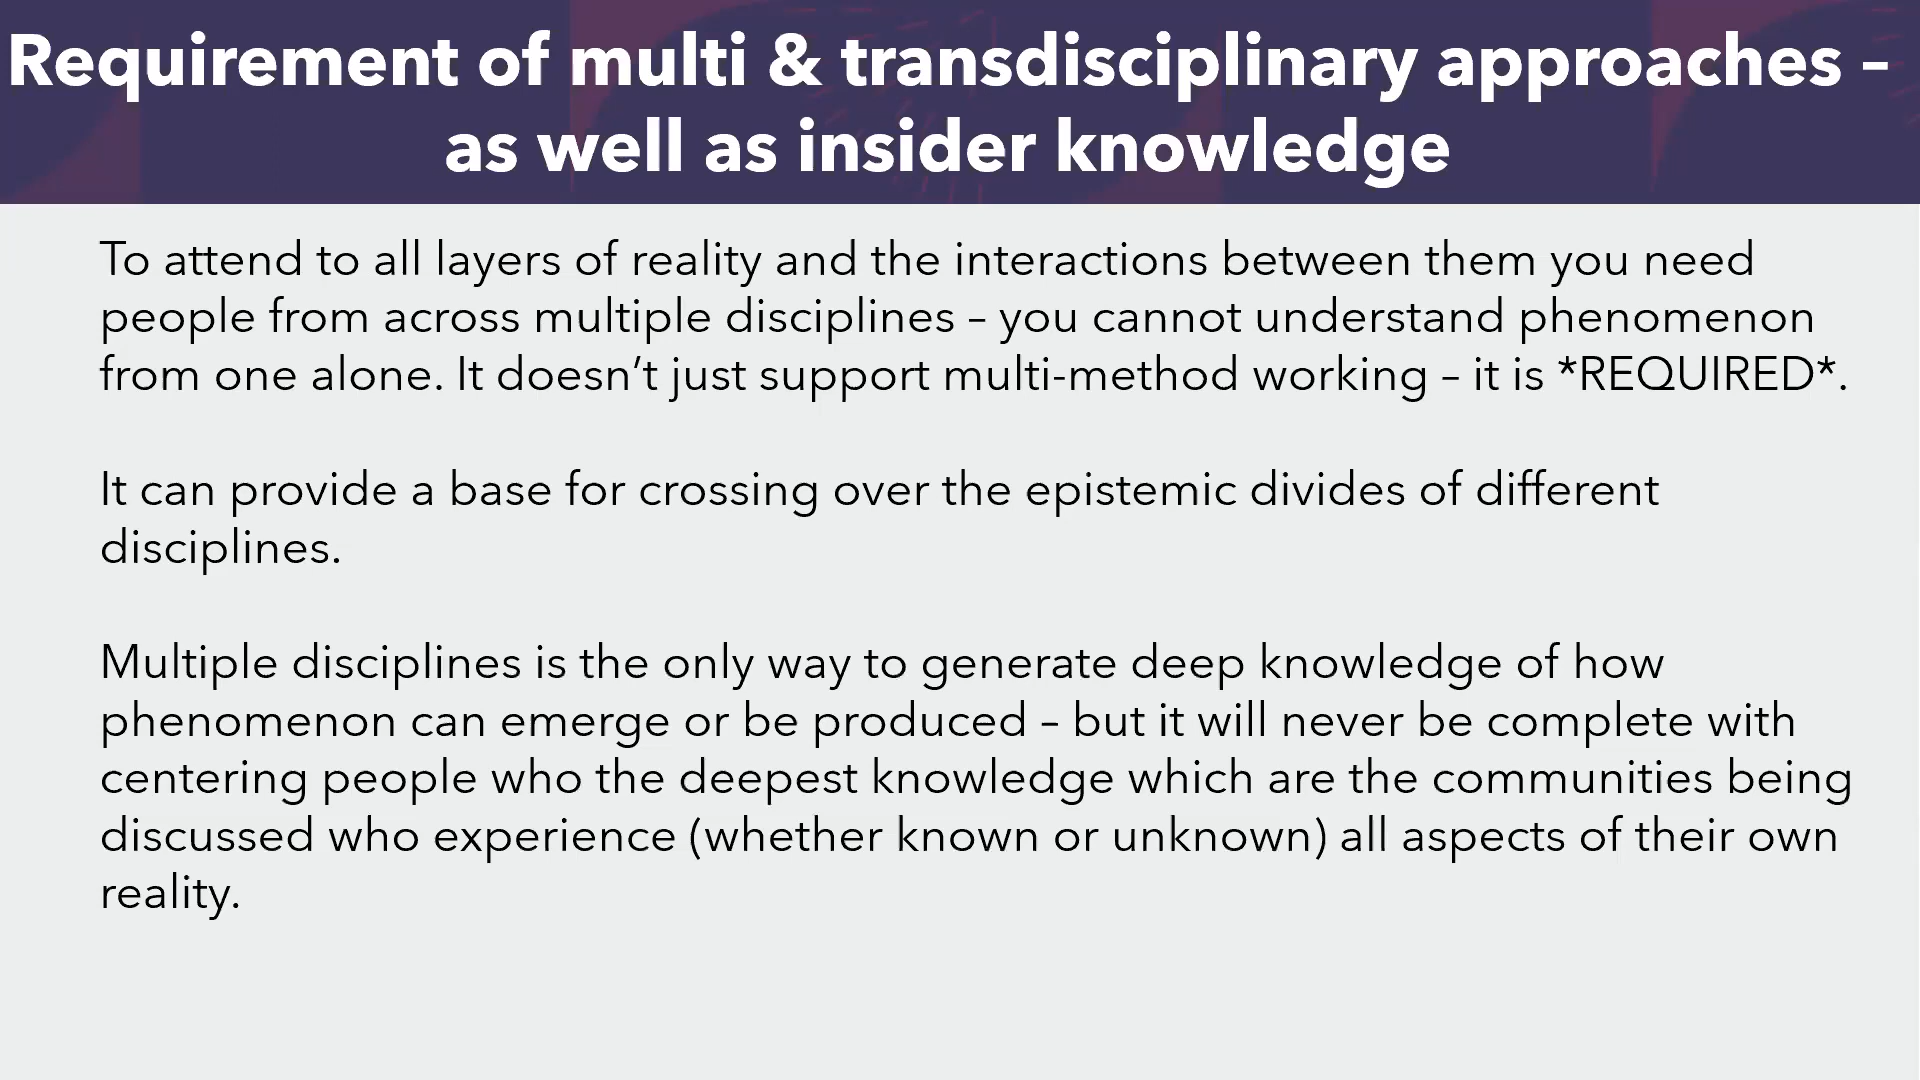 Requirement of multi & transdisciplinary approaches –
as well as insider knowledge
To attend to all layers of reality and the interactions between them you need
people from across multiple disciplines – you cannot understand phenomenon
from one alone. It doesn’t just support multi-method working – it is *REQUIRED*.
It can provide a base for crossing over the epistemic divides of different
disciplines.
Multiple disciplines is the only way to generate deep knowledge of how
phenomenon can emerge or be produced – but it will never be complete with
centering people who the deepest knowledge which are the communities being
discussed who experience (whether known or unknown) all aspects of their own
reality.